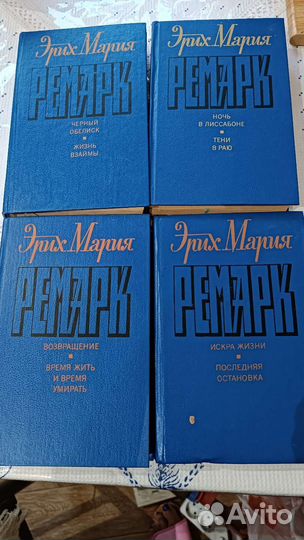 Эрих Мария
РЕМАРК
ЧЕРНЫЙ
ОБЕЛИСК
ЖИЗНЬ
ВЗАЙМЫ
Эрих Мария
РЕМАРК
НОЧЬ
В ЛИССАБОНЕ
ТЕНИ
В РАЮ
Эрих Мария
РЕМАРК
ВОЗВРАЩЕНИЕ
ВРЕМЯ ЖИТЬ
И ВРЕМЯ
УМИРАТЬ
Эрих Мария
РЕМАРК
ИСКРА ЖИЗНИ
ПОСЛЕДНЯЯ
ОСТАНОВКА
Avito